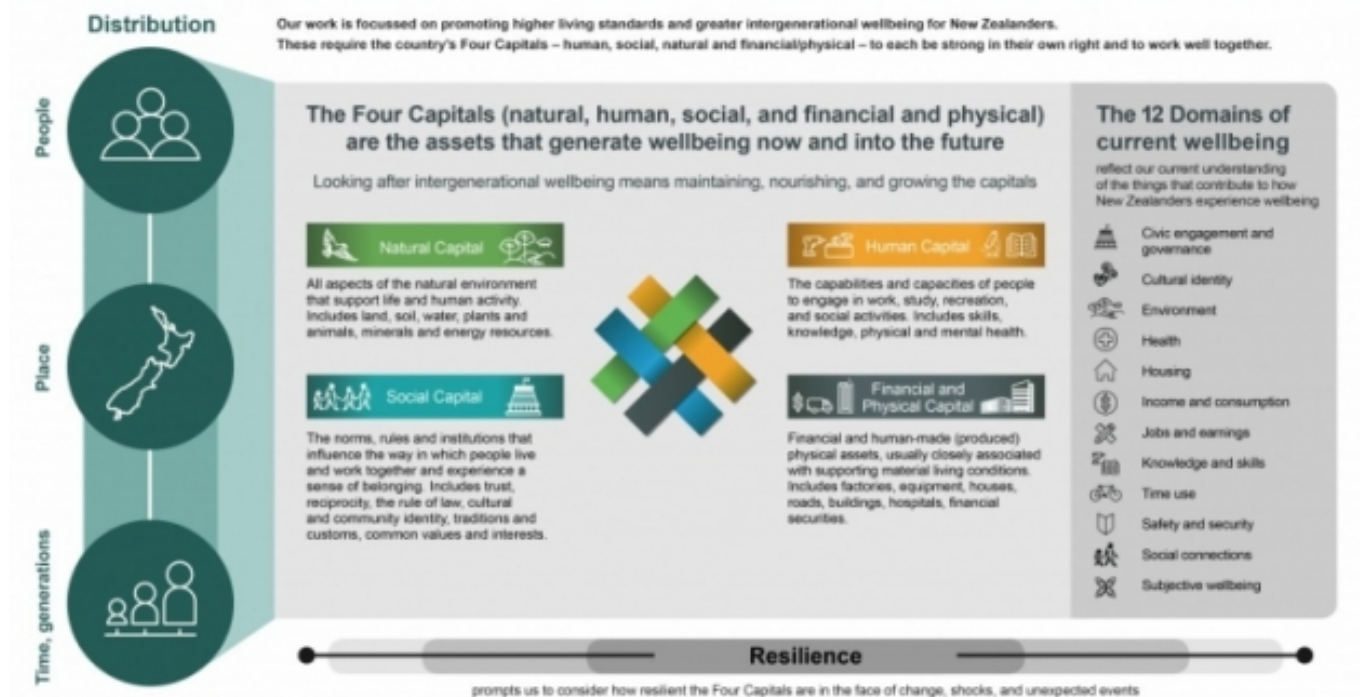 Distribution
Our work is focussed on promoting higher living standards and greater intergenerational wellbeing for New Zealanders.
These require the country's Four Capitals – human, social, natural and financial/physical – to each be strong in their own right and to work well together.
People
Place
Time, generations
The Four Capitals (natural, human, social, and financial and physical)
are the assets that generate wellbeing now and into the future
Looking after intergenerational wellbeing means maintaining, nourishing, and growing the capitals
Natural Capital
All aspects of the natural environment
that support life and human activity.
Includes land, soil, water, plants and
animals, minerals and energy resources.
Human Capital
The capabilities and capacities of people
to engage in work, study, recreation,
and social activities. Includes skills,
knowledge, physical and mental health.
Social Capital
The norms, rules and institutions that
influence the way in which people live
and work together and experience a
sense of belonging. Includes trust,
reciprocity, the rule of law, cultural
and community identity, traditions and
customs, common values and interests.
Financial and
Physical Capital
Financial and human-made (produced)
physical assets, usually closely associated
with supporting material living conditions.
Includes factories, equipment, houses,
roads, buildings, hospitals, financial
securities.
The 12 Domains of
current wellbeing
reflect our current understanding
of the things that contribute to how
New Zealanders experience wellbeing
Civic engagement and
governance
Cultural identity
Environment
Health
Housing
Income and consumption
Jobs and earnings
Knowledge and skills
Time use
Safety and security
Social connections
Subjective wellbeing
Resilience
prompts us to consider how resilient the Four Capitals are in the face of change, shocks, and unexpected events